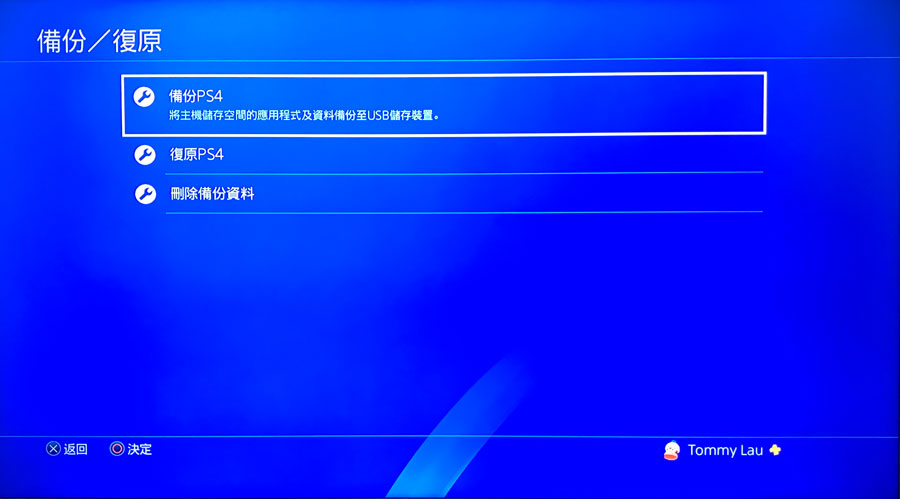 備份／復原
備份PS4
將主機儲存空間的應用程式及資料備份至USB儲存裝置。
復原PS4
刪除備份資料
返回
決定
Tommy Lau